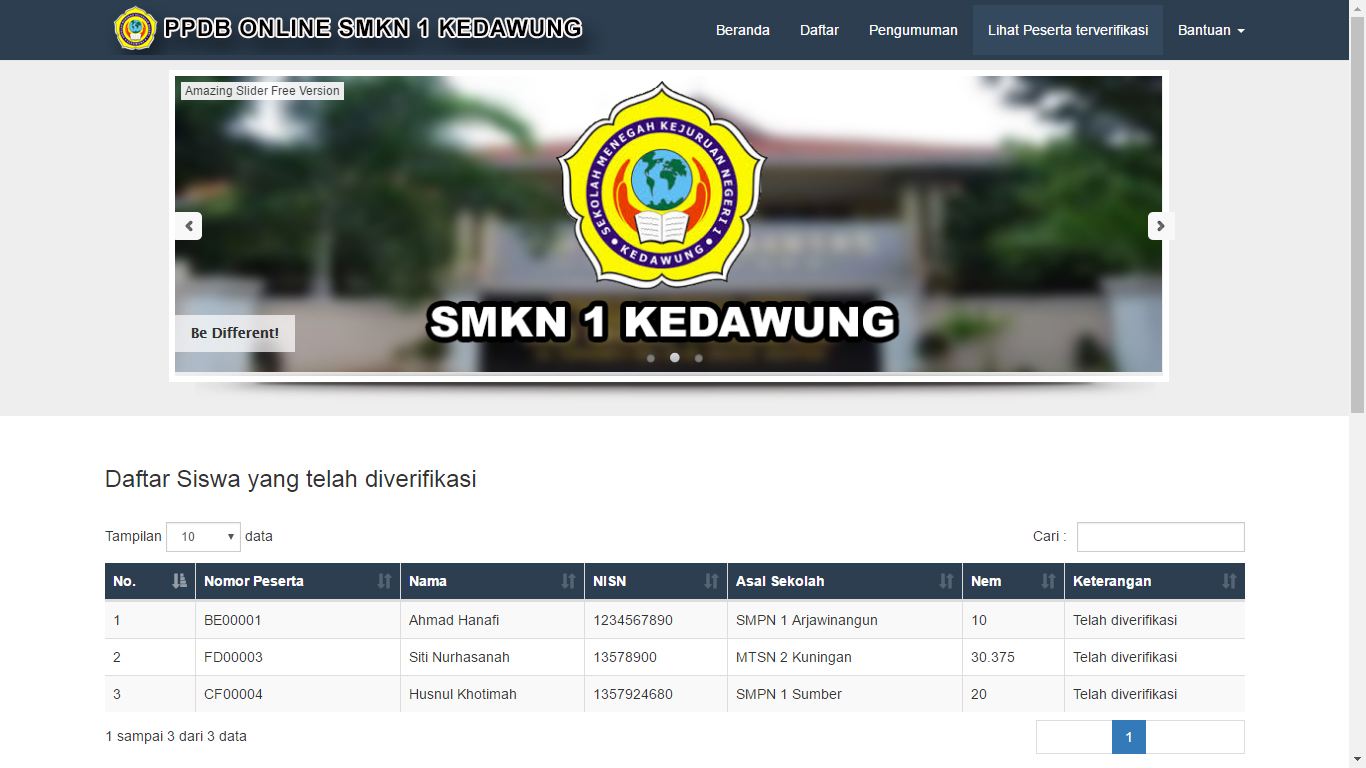 PPDB ONLINE SMKN 1 KEDAWUNG
Beranda Daftar Pengumuman Lihat Peserta terverifikasi Bantuan
Amazing Slider Free Version
SEKOLAH MENEGAH KEJURUAN NEGERI 1
KEDAWUNG
SMKN 1 KEDAWUNG
Be Different!
Daftar Siswa yang telah diverifikasi
Tampilan 10 data Cari :
No. Nomor Peserta Nama NISN Asal Sekolah Nem Keterangan
1 BE00001 Ahmad Hanafi 1234567890 SMPN 1 Arjawinangun 10 Telah diverifikasi
2 FD00003 Siti Nurhasanah 13578900 MTSN 2 Kuningan 30.375 Telah diverifikasi
3 CF00004 Husnul Khotimah 1357924680 SMPN 1 Sumber 20 Telah diverifikasi
1 sampai 3 dari 3 data 1